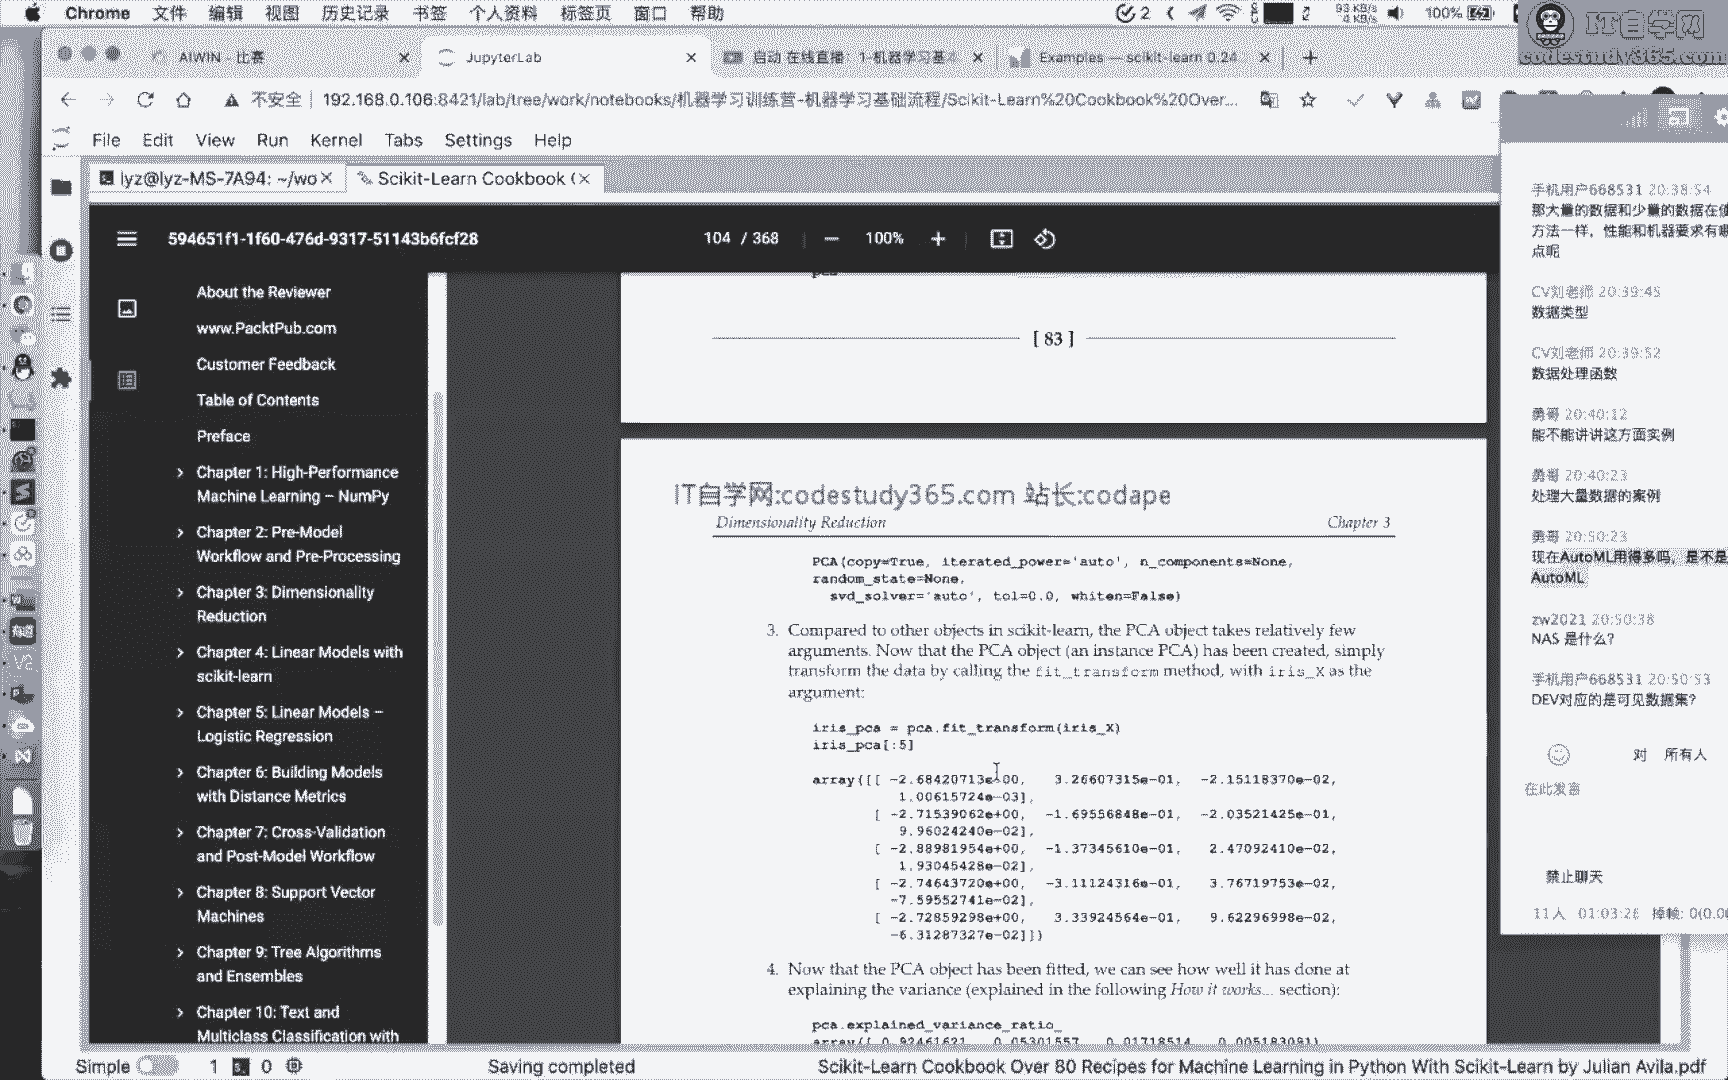 Chrome 文件 编辑 视图 历史记录 书签 个人资料 标签页 窗口 帮助
2 93 KB/s 4 KB/s 100%
IT自学网
codestudy365.com
AIWIN - 比赛
JupyterLab
启动 在线直播: 1-机器学习基
Examples — scikit-learn 0.24
不安全 192.168.0.106:8421/lab/tree/work/notebooks/机器学习训练营-机器学习基础流程/Scikit-Learn%20Cookbook%20Over...
File Edit View Run Kernel Tabs Settings Help
lyz@lyz-MS-7A94: ~/wo
Scikit-Learn Cookbook (
594651f1-1f60-476d-9317-51143b6fcf28
104 / 368
100%
About the Reviewer
www.PacktPub.com
Customer Feedback
Table of Contents
Preface
Chapter 1: High-Performance
Machine Learning – NumPy
Chapter 2: Pre-Model
Workflow and Pre-Processing
Chapter 3: Dimensionality
Reduction
Chapter 4: Linear Models with
scikit-learn
Chapter 5: Linear Models –
Logistic Regression
Chapter 6: Building Models
with Distance Metrics
Chapter 7: Cross-Validation
and Post-Model Workflow
Chapter 8: Support Vector
Machines
Chapter 9: Tree Algorithms
and Ensembles
Chapter 10: Text and
Multiclass Classification with
[ 83 ]
IT自学网:codestudy365.com 站长:codape
Dimensionality Reduction Chapter 3
PCA(copy=True, iterated_power='auto', n_components=None,
random_state=None,
svd_solver='auto', tol=0.0, whiten=False)
3. Compared to other objects in scikit-learn, the PCA object takes relatively few
arguments. Now that the PCA object (an instance PCA) has been created, simply
transform the data by calling the fit_transform method, with iris_X as the
argument:
iris_pca = pca.fit_transform(iris_X)
iris_pca[:5]
array([[ -2.68420713e+00, 3.26607315e-01, -2.15118370e-02,
1.00615724e-03],
[ -2.71539062e+00, -1.69556848e-01, -2.03521425e-01,
9.96024240e-02],
[ -2.88981954e+00, -1.37345610e-01, 2.47092410e-02,
1.93045428e-02],
[ -2.74643720e+00, -3.11124316e-01, 3.76719753e-02,
-7.59552741e-02],
[ -2.72859298e+00, 3.33924564e-01, 9.62296998e-02,
-6.31287327e-02]])
4. Now that the PCA object has been fitted, we can see how well it has done at
explaining the variance (explained in the following How it works... section):
pca.explained_variance_ratio_
array([ 0.92461621, 0.05301557, 0.01718514, 0.00518309])
手机用户668531 20:38:54
那大量的数据和少量的数据在
方法一样，性能和机器要求有
点呢
CV刘老师 20:39:45
数据类型
CV刘老师 20:39:52
数据处理函数
勇哥 20:40:12
能不能讲讲这方面实例
勇哥 20:40:23
处理大量数据的案例
勇哥 20:50:23
现在AutoML用得多吗，是不是
AutoML
zw2021 20:50:38
NAS 是什么?
手机用户668531 20:50:53
DEV对应的是可见数据集?
对 所有人
在此发言
禁止聊天
11人 01:03:26 掉帧: 0(0.0
Simple 1 0 Saving completed Scikit-Learn Cookbook Over 80 Recipes for Machine Learning in Python With Scikit-Learn by Julian Avila.pdf